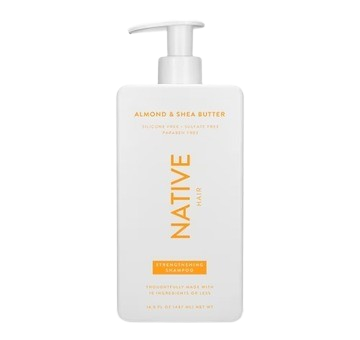 ALMOND & SHEA BUTTER
SILICONE FREE / SULFATE FREE
PARABEN FREE
NATIVE
HAIR
STRENGTHENING
SHAMPOO
THOUGHTFULLY MADE WITH
10 INGREDIENTS OR LESS